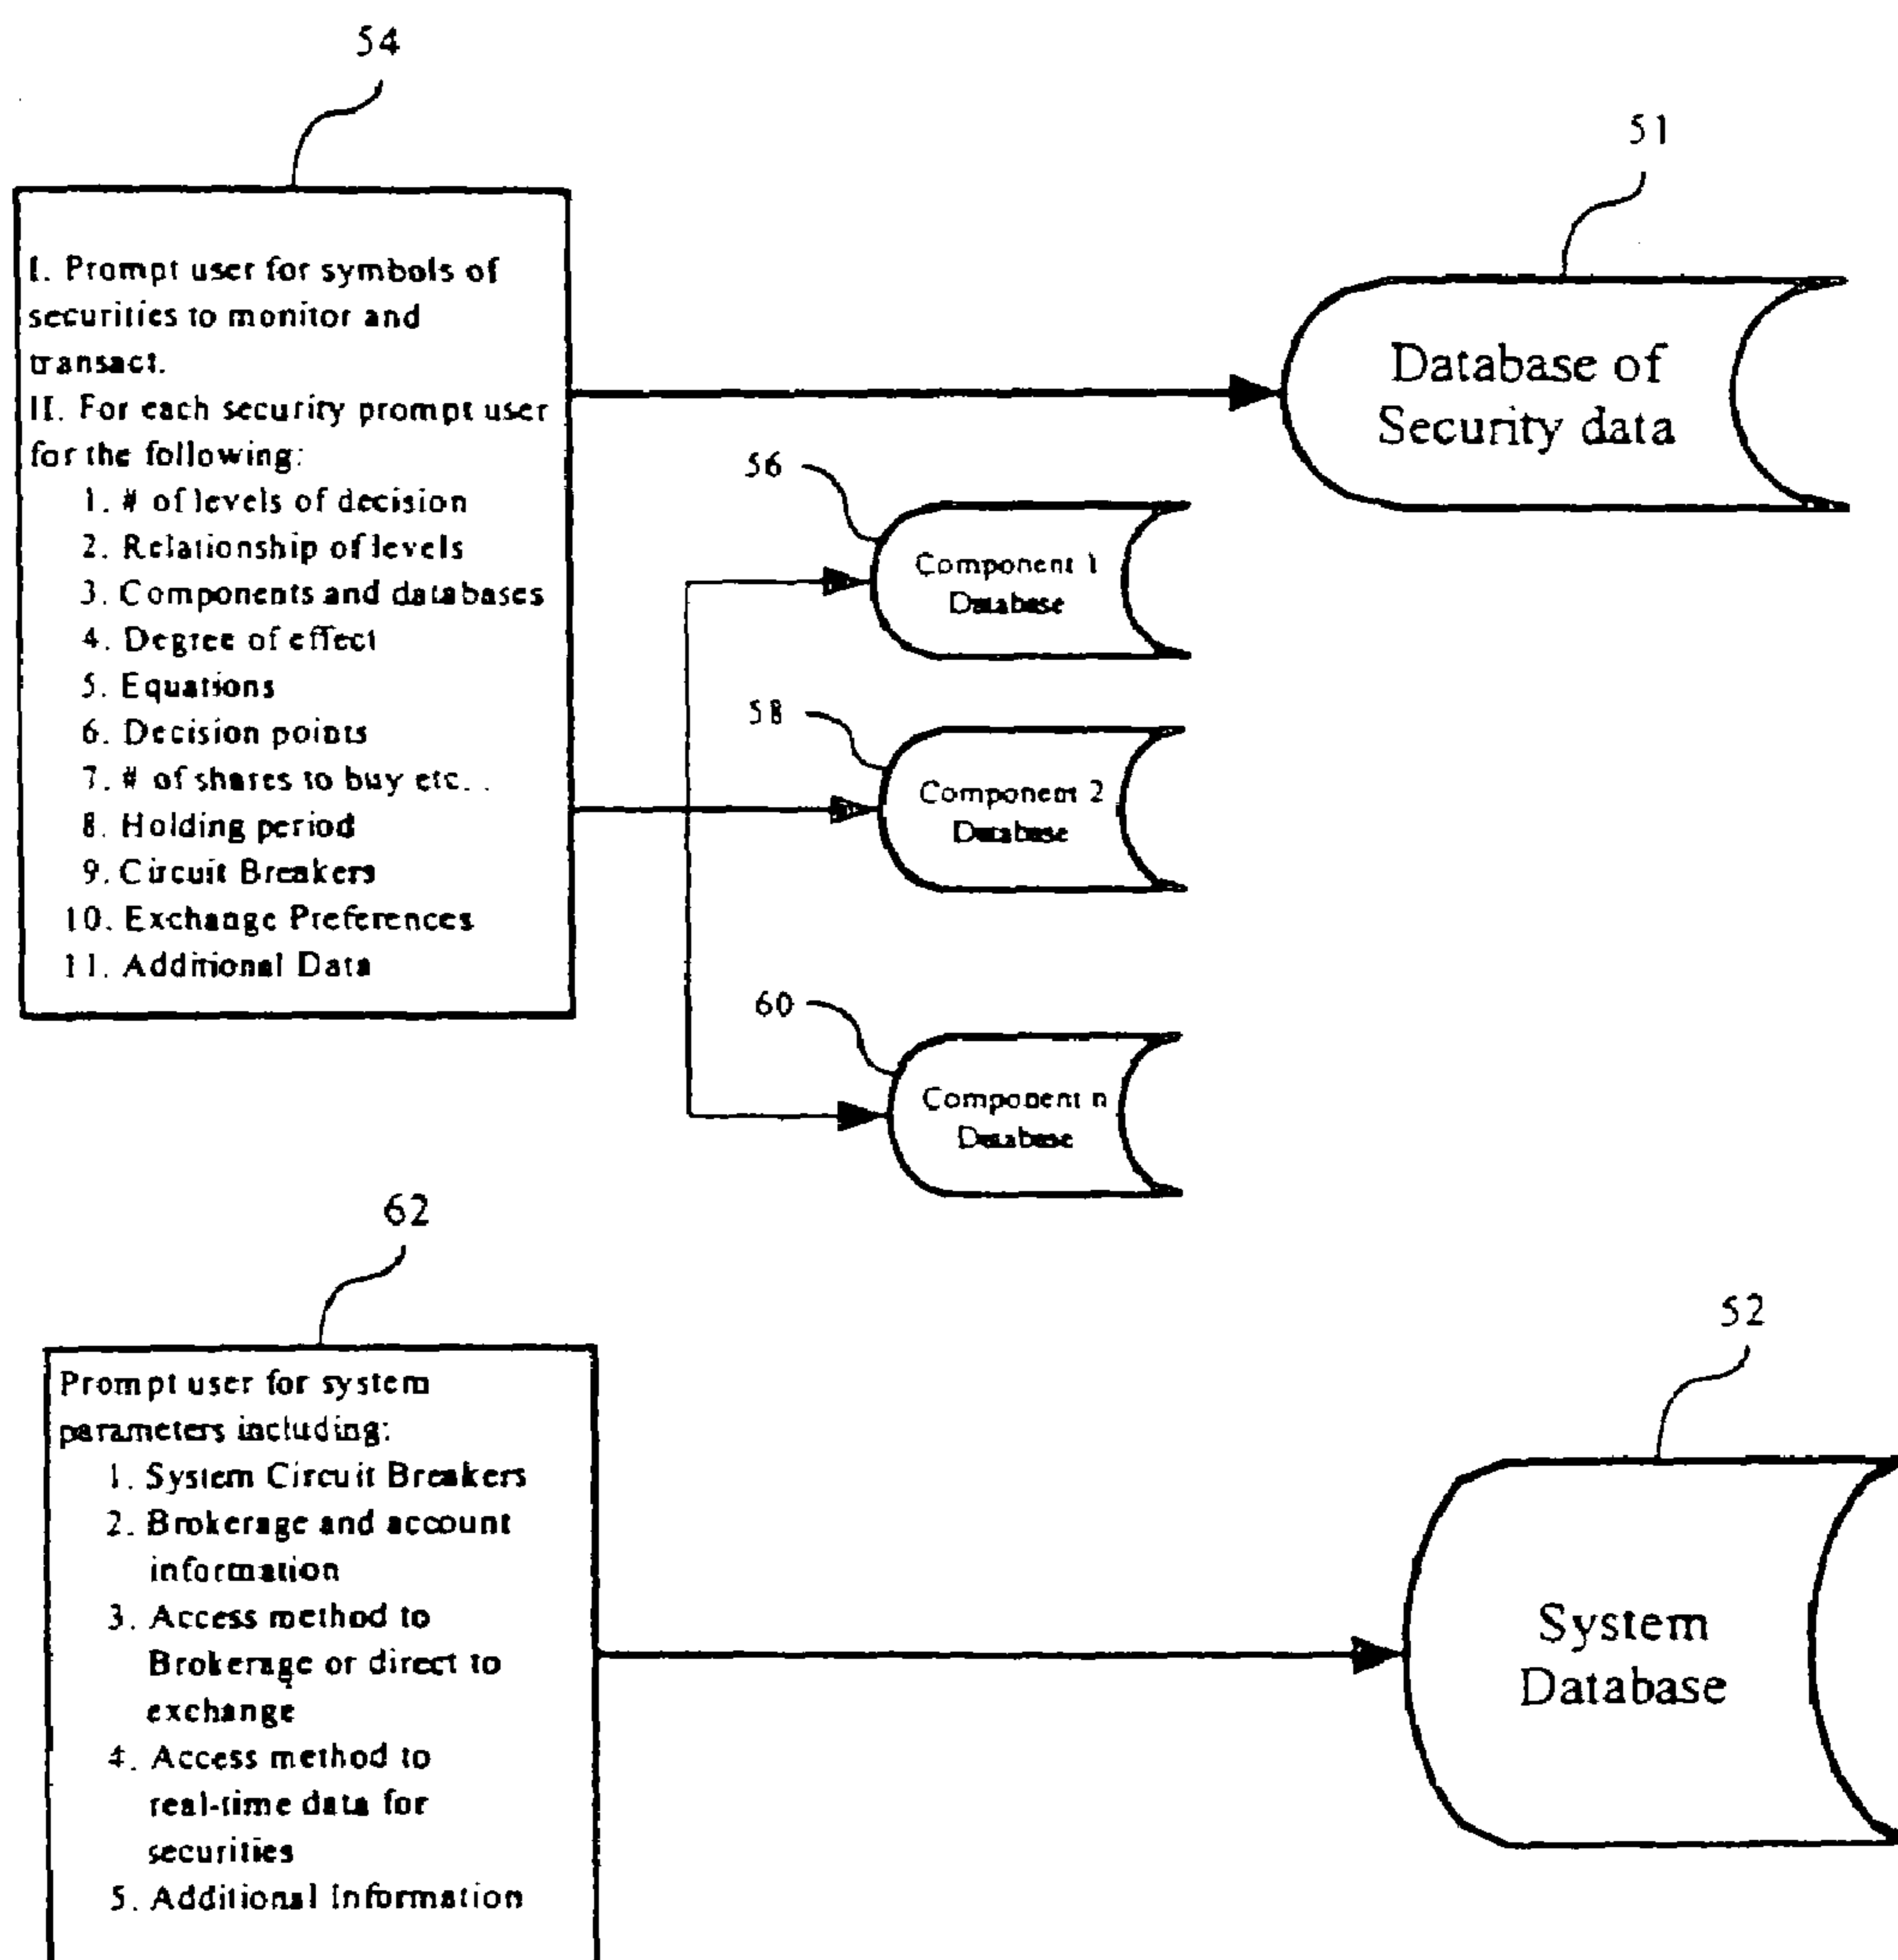 54
I. Prompt user for symbols of
securities to monitor and
transact.
II. For each security prompt user
for the following:
1. # of levels of decision
2. Relationship of levels
3. Components and databases
4. Degree of effect
5. Equations
6. Decision points
7. # of shares to buy etc..
8. Holding period
9. Circuit Breakers
10. Exchange Preferences
11. Additional Data
51
Database of
Security data
56
Component 1
Database
58
Component 2
Database
60
Component n
Database
62
Prompt user for system
parameters including:
1. System Circuit Breakers
2. Brokerage and account
information
3. Access method to
Brokerage or direct to
exchange
4. Access method to
real-time data for
securities
5. Additional Information
52
System
Database